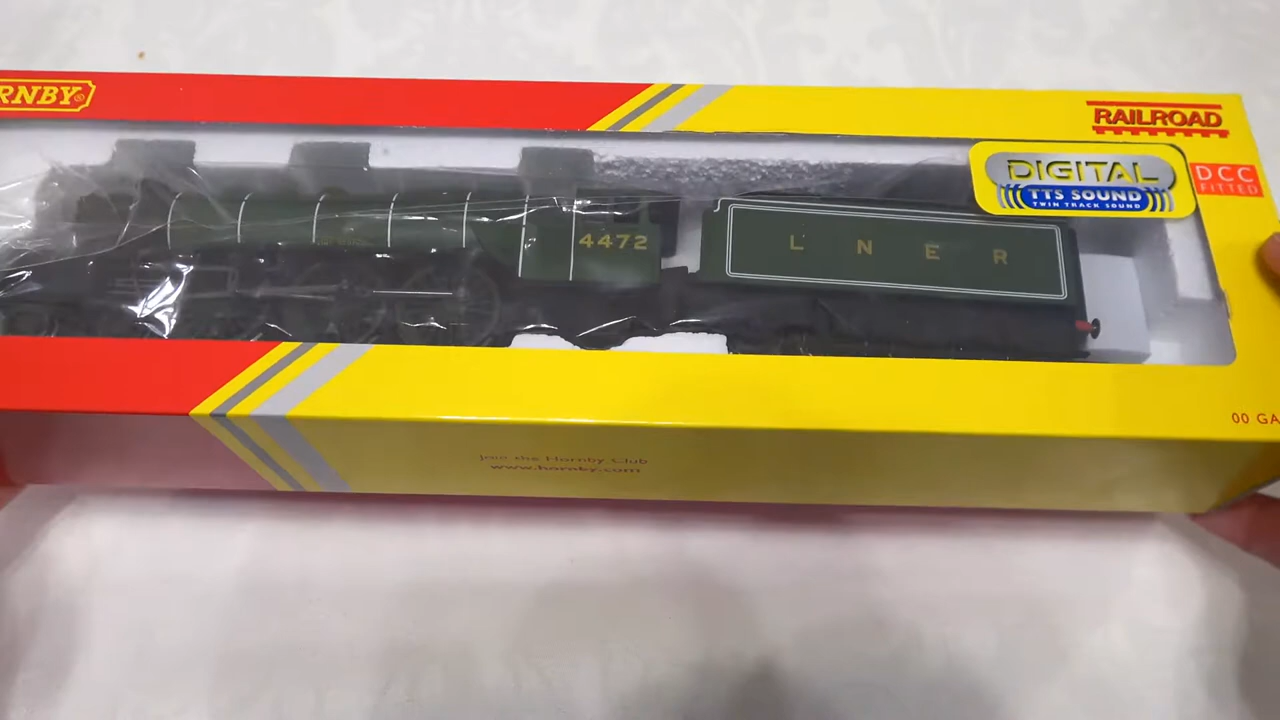 RNBY
RAILROAD
DIGITAL
TTS SOUND
TWIN TRACK SOUND
DCC
FITTED
4472
L N E R
00 GA
Join the Hornby Club
www.hornby.com